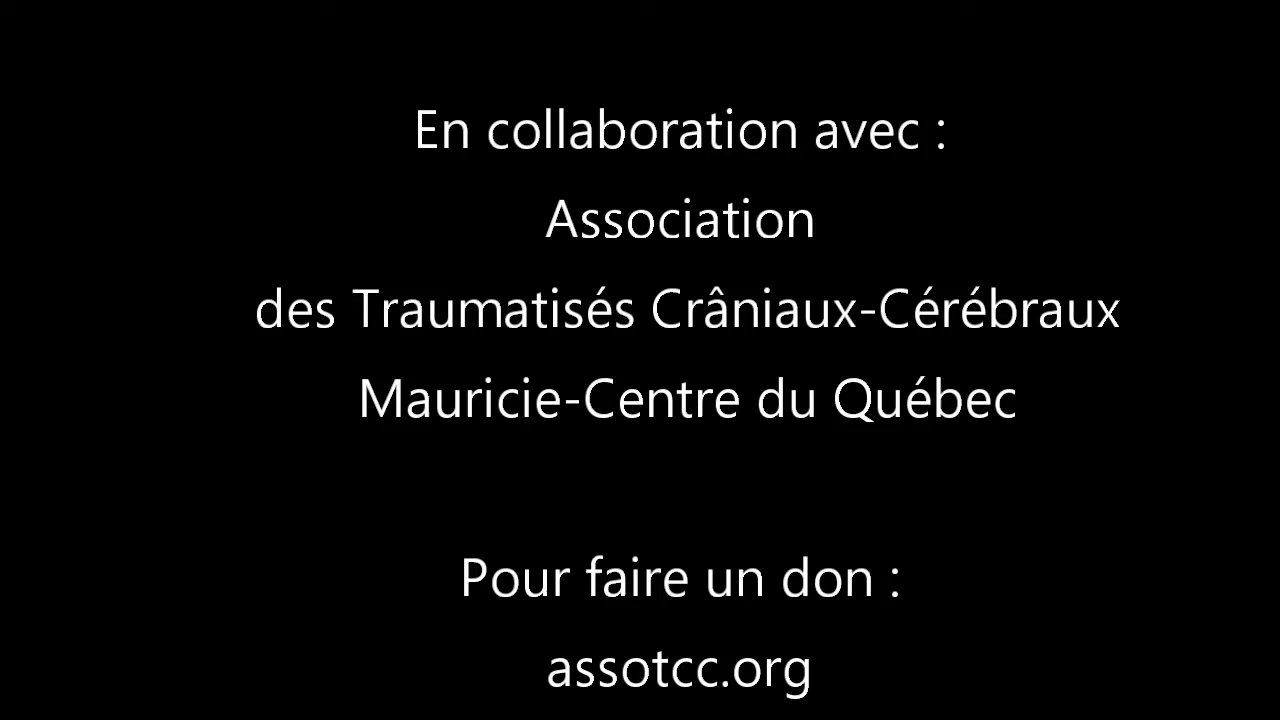 En collaboration avec :
Association
des Traumatisés Crâniaux-Cérébraux
Mauricie-Centre du Québec
Pour faire un don :
assotcc.org